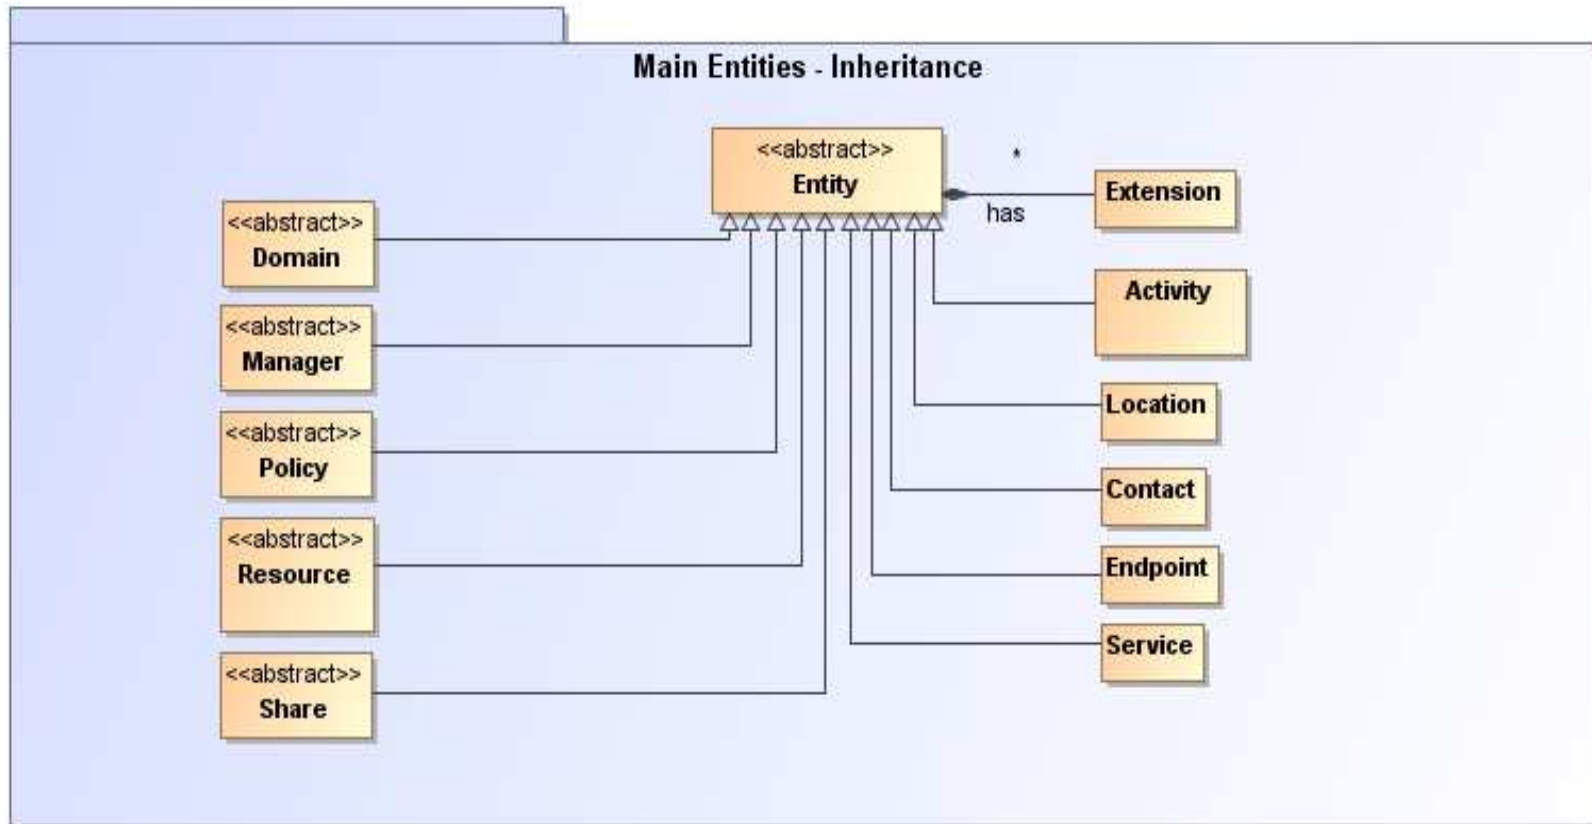 Main Entities - Inheritance
<<abstract>>
Entity
*
has
Extension
<<abstract>>
Domain
Activity
<<abstract>>
Manager
Location
<<abstract>>
Policy
Contact
<<abstract>>
Resource
Endpoint
Service
<<abstract>>
Share